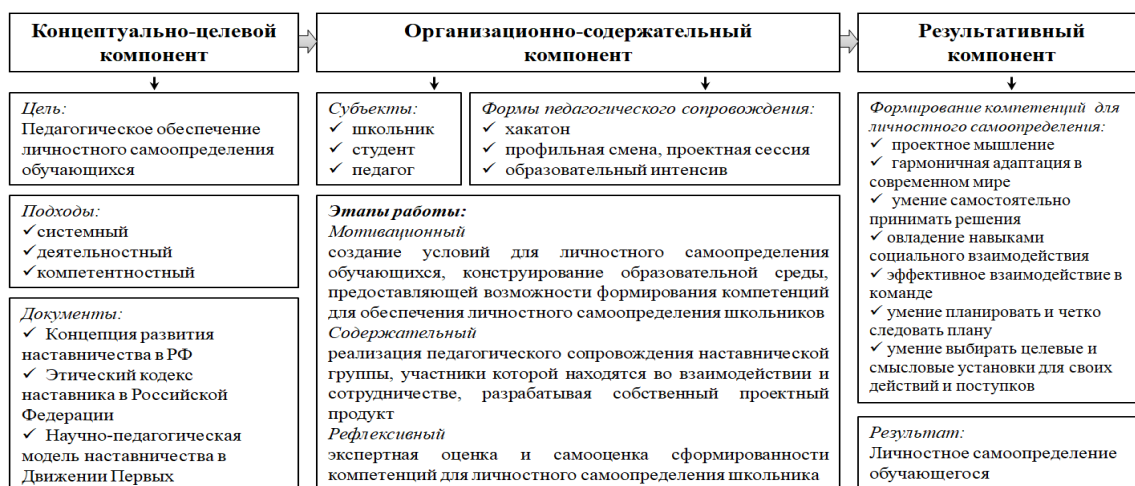 Концептуально-целевой
компонент
Организационно-содержательный
компонент
Результативный
компонент
Цель:
Педагогическое обеспечение
личностного самоопределения
обучающихся
Подходы:
✓системный
✓деятельностный
✓компетентностный
Документы:
✓ Концепция развития
наставничества в РФ
✓ Этический кодекс
наставника в Российской
Федерации
✓ Научно-педагогическая
модель наставничества в
Движении Первых
Субъекты:
✓ школьник
✓ студент
✓ педагог
Формы педагогического сопровождения:
✓ хакатон
✓ профильная смена, проектная сессия
✓ образовательный интенсив
Этапы работы:
Мотивационный
создание условий для личностного самоопределения
обучающихся, конструирование образовательной среды,
предоставляющей возможности формирования компетенций
для обеспечения личностного самоопределения школьников
Содержательный
реализация педагогического сопровождения наставнической
группы, участники которой находятся во взаимодействии и
сотрудничестве, разрабатывая собственный проектный
продукт
Рефлексивный
экспертная оценка и самооценка сформированности
компетенций для личностного самоопределения школьника
Формирование компетенций для
личностного самоопределения:
✓ проектное мышление
✓ гармоничная адаптация в
современном мире
✓ умение самостоятельно
принимать решения
✓ овладение навыками
социального взаимодействия
✓ эффективное взаимодействие в
команде
✓ умение планировать и четко
следовать плану
✓ умение выбирать целевые и
смысловые установки для своих
действий и поступков
Результат:
Личностное самоопределение
обучающегося